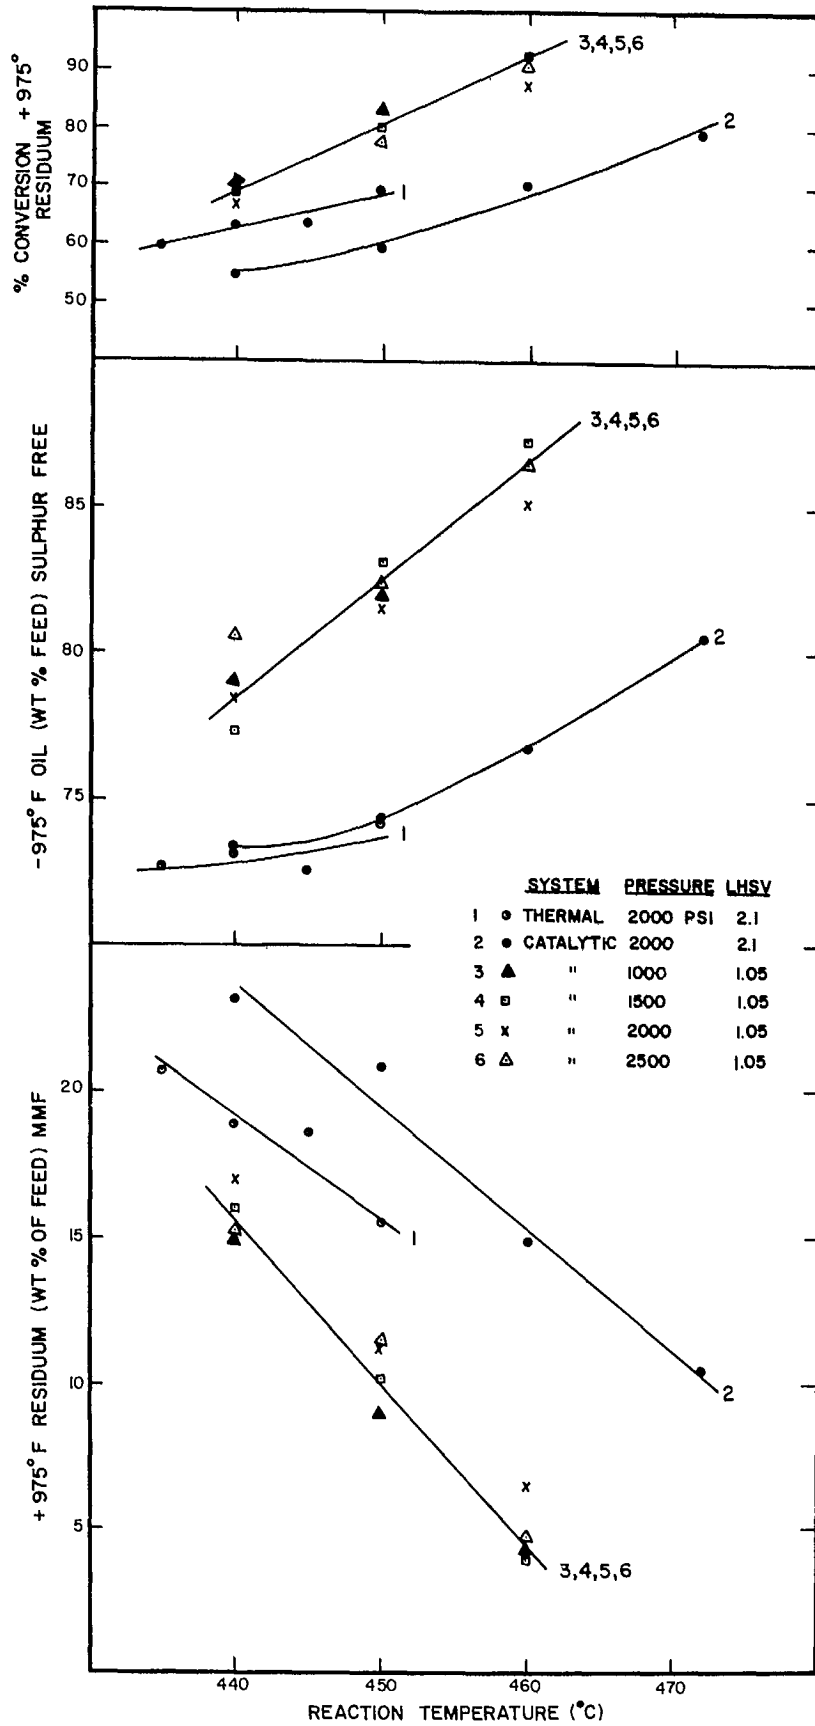 % CONVERSION +975°
RESIDUUM
90
80
70
60
50
3,4,5,6
1
2
-975°F OIL (WT % FEED) SULPHUR FREE
85
80
75
3,4,5,6
2
1
SYSTEM PRESSURE LHSV
1 THERMAL 2000 PSI 2.1
2 CATALYTIC 2000 2.1
3 " 1000 1.05
4 " 1500 1.05
5 x " 2000 1.05
6 " 2500 1.05
+975°F RESIDUUM (WT % OF FEED) MMF
20
15
10
5
1
2
3,4,5,6
440 450 460 470
REACTION TEMPERATURE (°C)